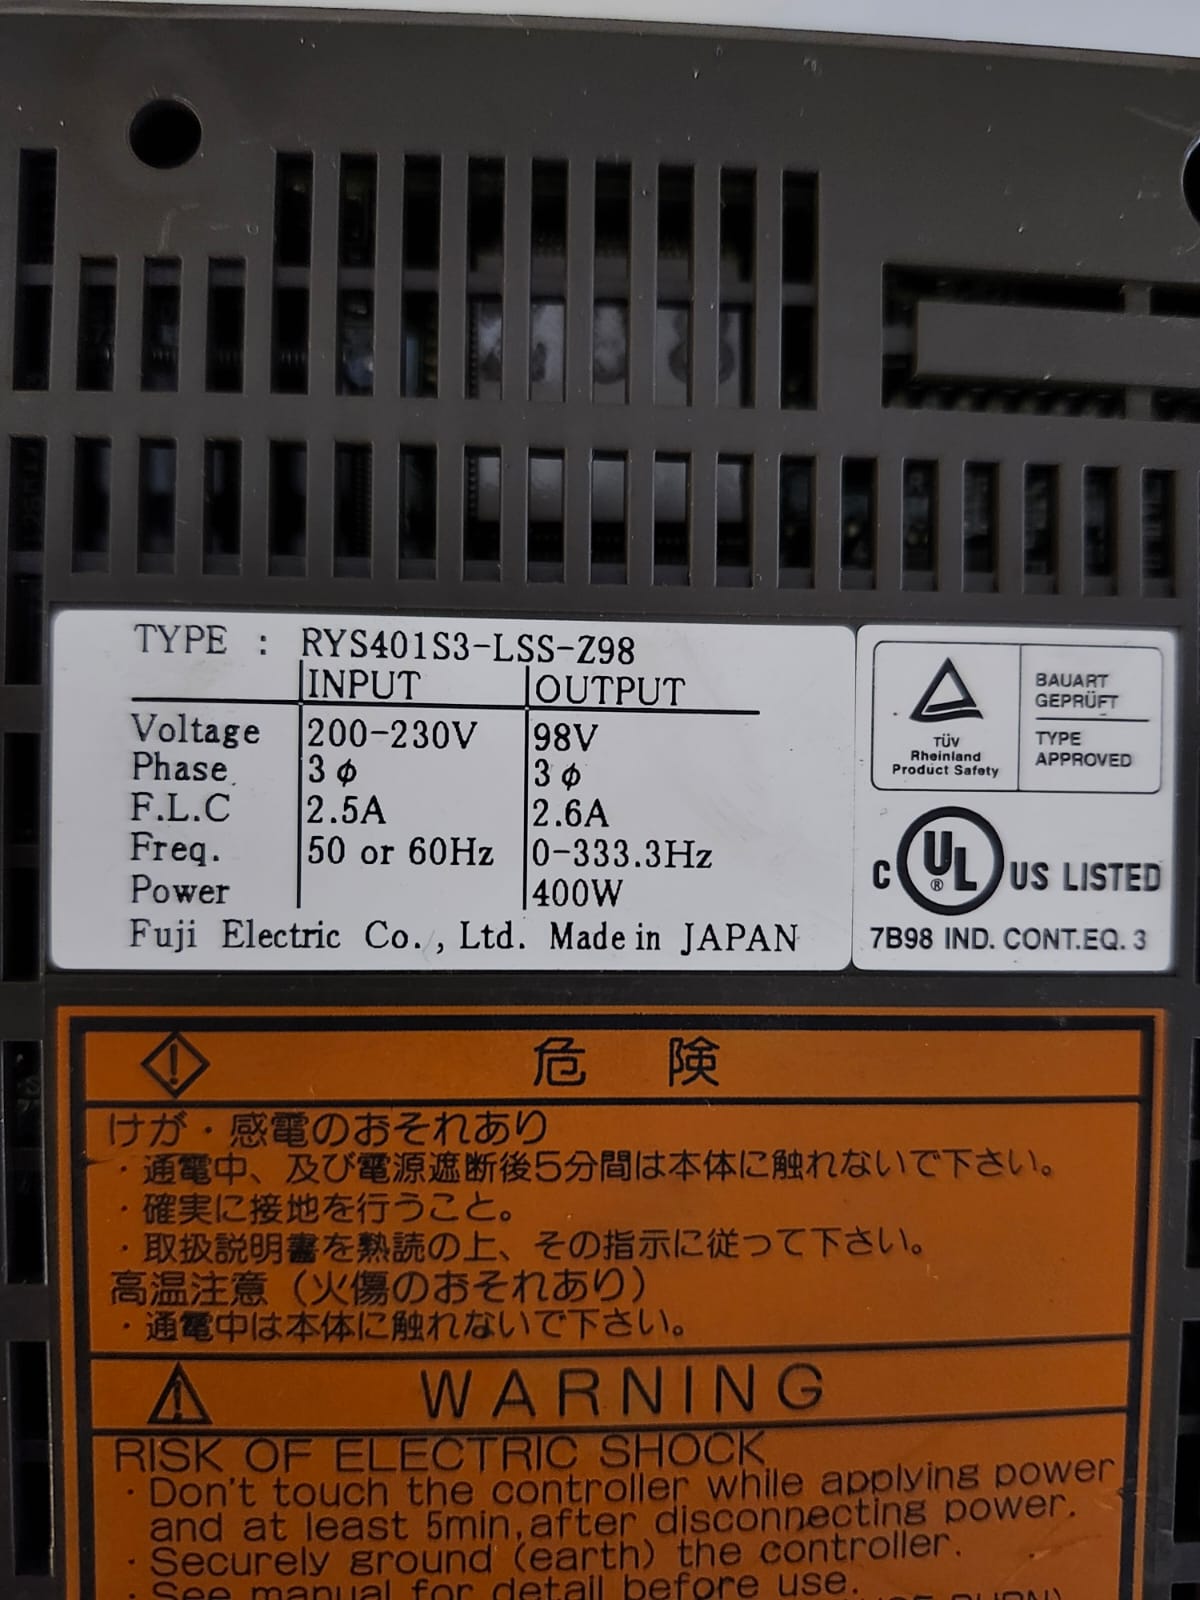 TYPE : RYS401S3-LSS-Z98
INPUT OUTPUT
Voltage 200-230V 98V
Phase 3φ 3φ
F.L.C 2.5A 2.6A
Freq. 50 or 60Hz 0-333.3Hz
Power 400W
Fuji Electric Co., Ltd. Made in JAPAN
TÜV
Rheinland
Product Safety
BAUART
GEPRÜFT
TYPE
APPROVED
C UL ® US LISTED
7B98 IND. CONT.EQ. 3
危 険
けが・感電のおそれあり
・通電中、及び電源遮断後5分間は本体に触れないで下さい。
・確実に接地を行うこと。
・取扱説明書を熟読の上、その指示に従って下さい。
高温注意(火傷のおそれあり)
・通電中は本体に触れないで下さい。
WARNING
RISK OF ELECTRIC SHOCK
・Don't touch the controller while applying power
and at least 5min, after disconnecting power.
・Securely ground (earth) the controller.
・See manual for detail before use.